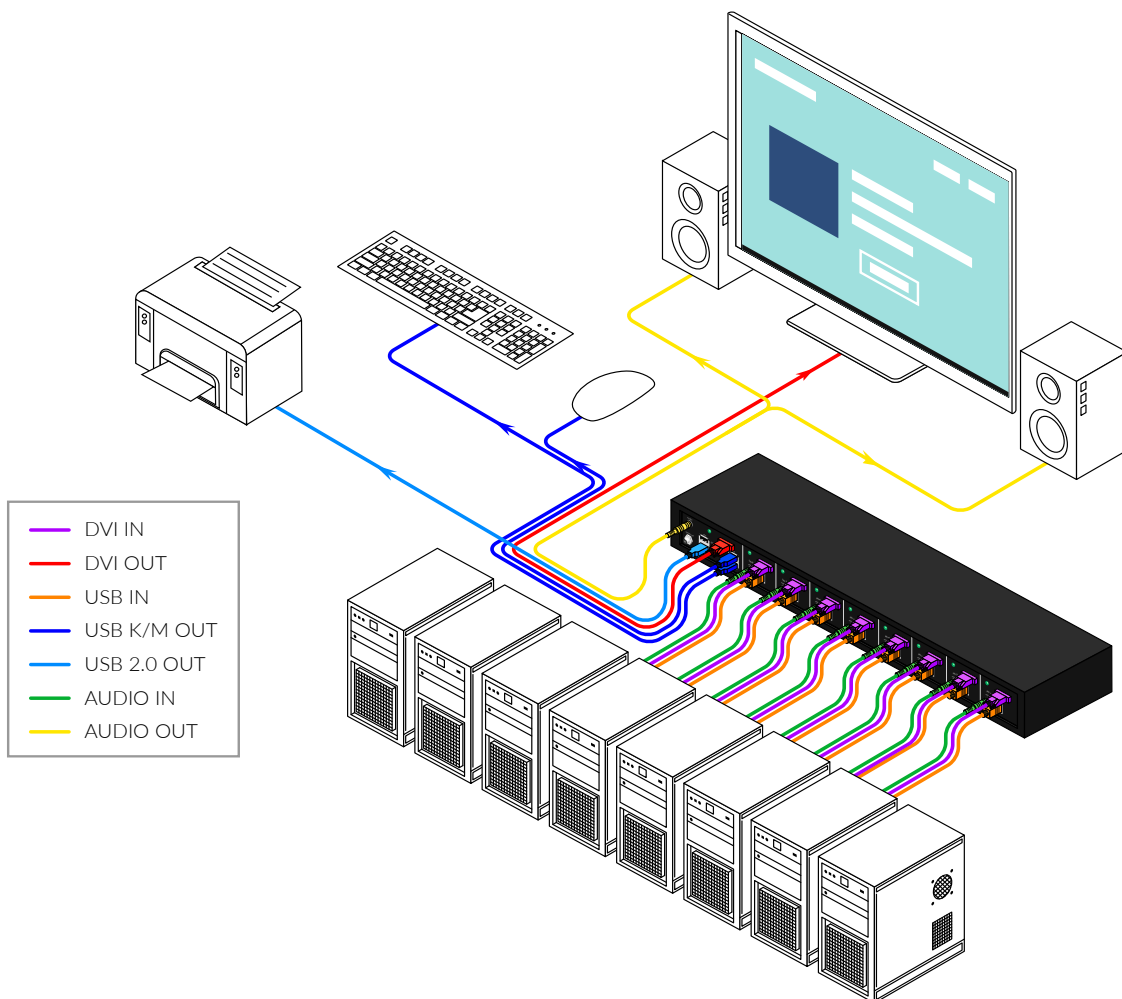 DVI IN
DVI OUT
USB IN
USB K/M OUT
USB 2.0 OUT
AUDIO IN
AUDIO OUT